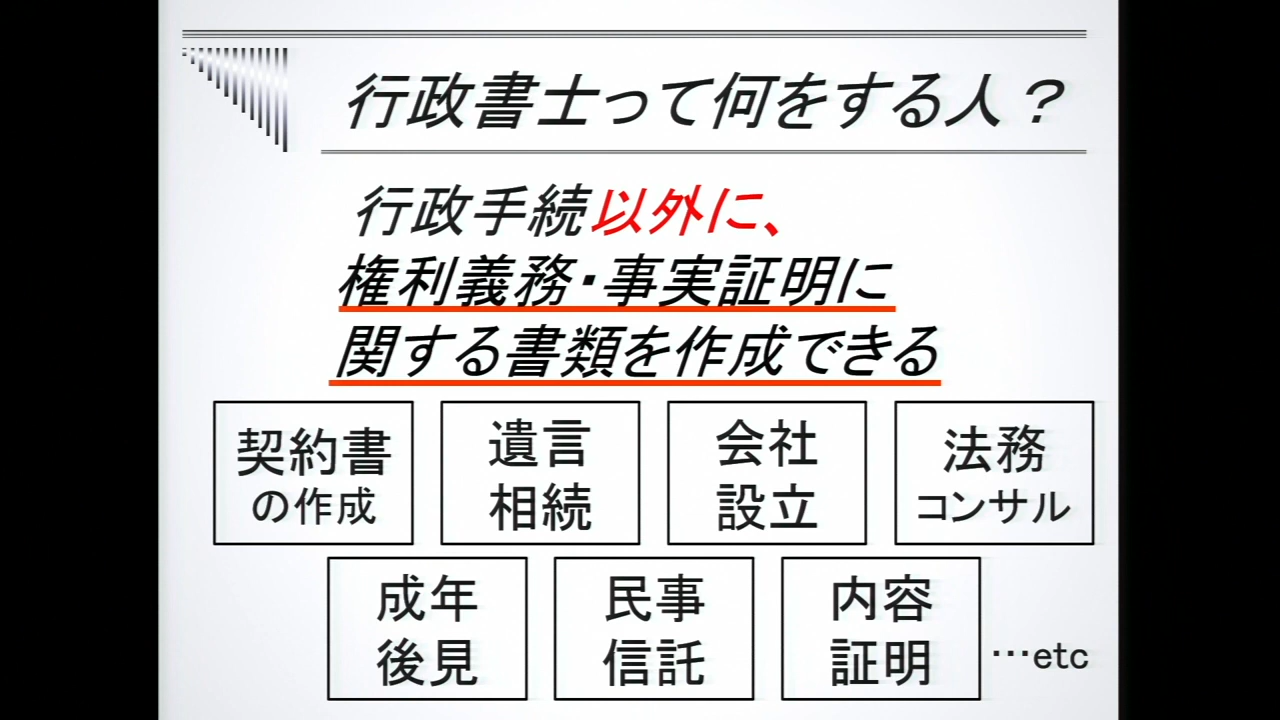 行政書士って何をする人？
行政手続以外に、
権利義務・事実証明に
関する書類を作成できる
契約書
の作成
遺言
相続
会社
設立
法務
コンサル
成年
後見
民事
信託
内容
証明
…etc